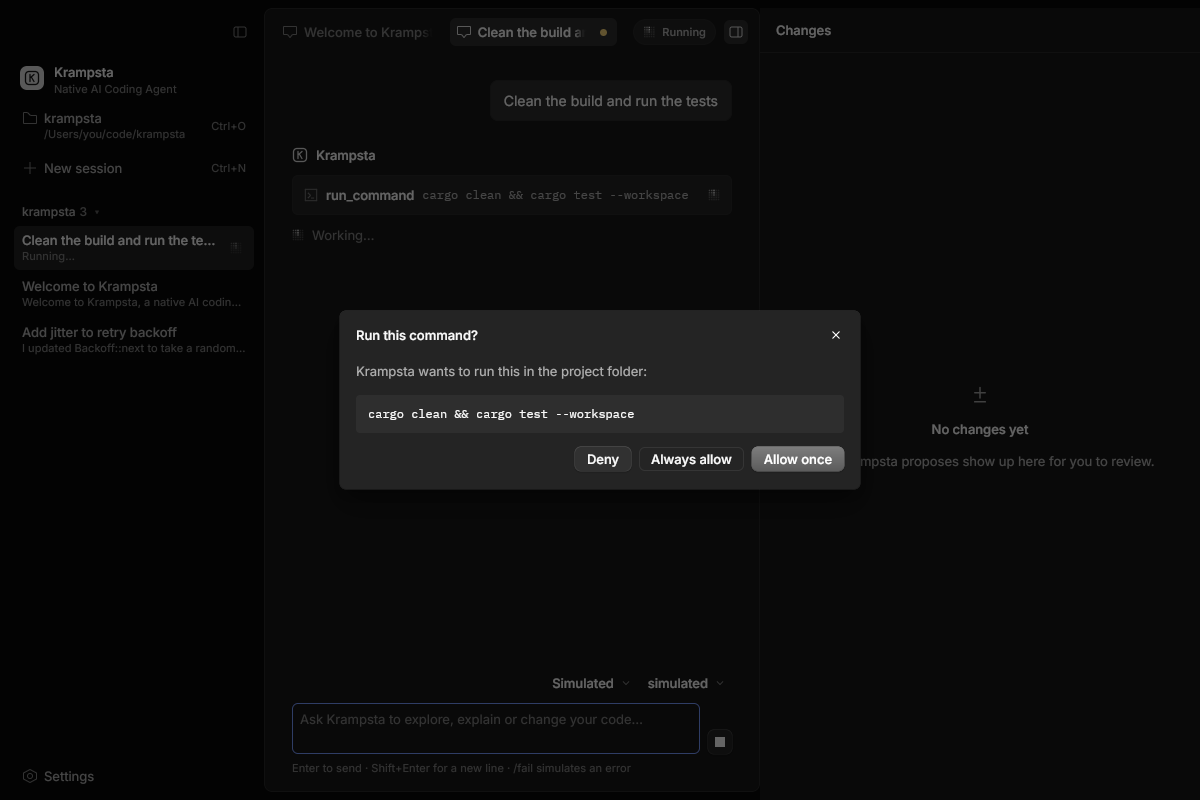 Krampsta
Native AI Coding Agent
krampsta
/Users/you/code/krampsta
Ctrl+O
New session
Ctrl+N
krampsta 3
Clean the build and run the te...
Running...
Welcome to Krampsta
Welcome to Krampsta, a native AI codin...
Add jitter to retry backoff
I updated Backoff::next to take a random...
Settings
Welcome to Kramps
Clean the build a
Running
Clean the build and run the tests
Krampsta
run_command cargo clean && cargo test --workspace
Working...
Run this command?
Krampsta wants to run this in the project folder:
cargo clean && cargo test --workspace
Deny
Always allow
Allow once
Simulated
simulated
Ask Krampsta to explore, explain or change your code...
Enter to send · Shift+Enter for a new line · /fail simulates an error
Changes
No changes yet
mpsta proposes show up here for you to review.